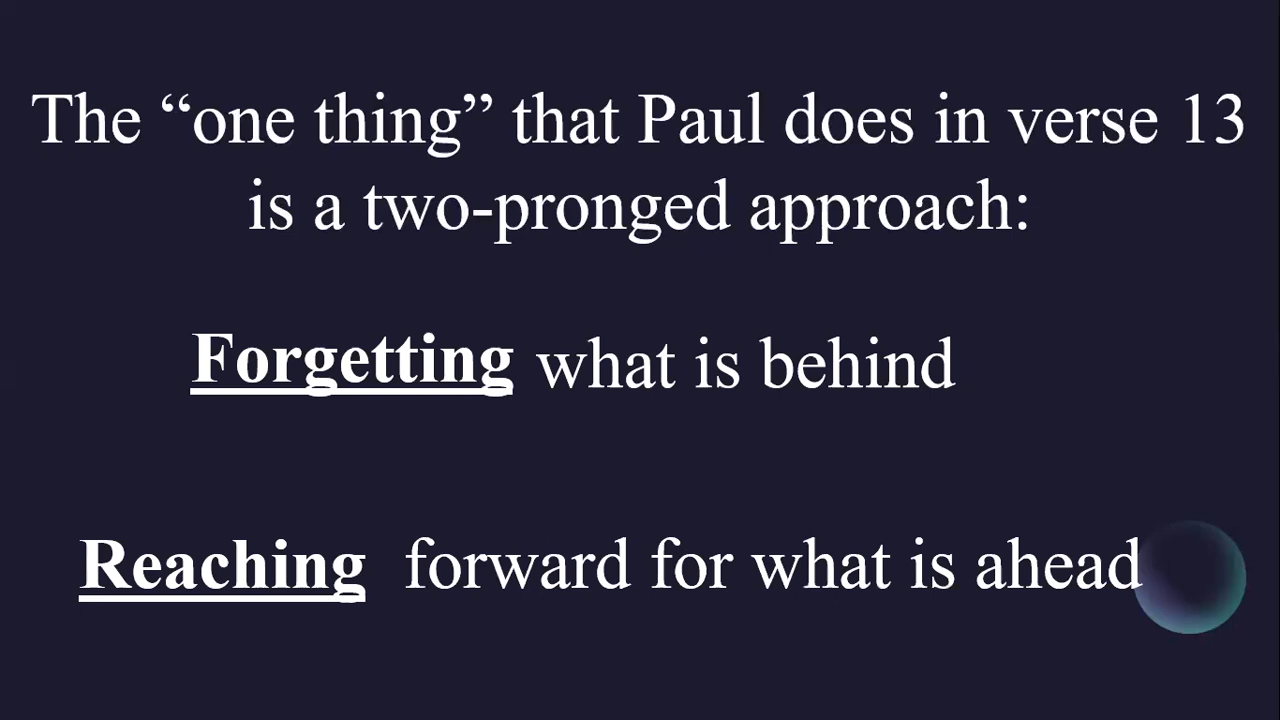 The “one thing” that Paul does in verse 13
is a two-pronged approach:
Forgetting what is behind
Reaching forward for what is ahead